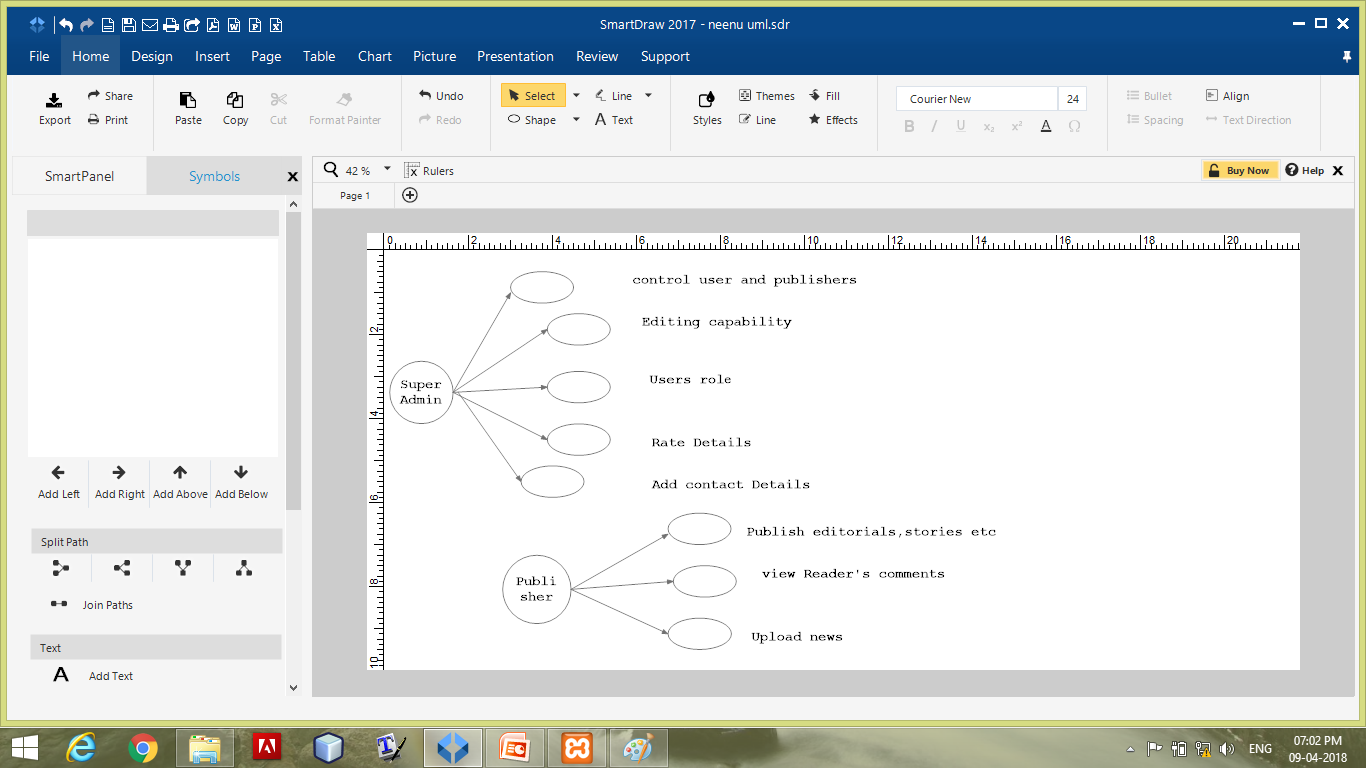 SmartDraw 2017 - neenu uml.sdr
File Home Design Insert Page Table Chart Picture Presentation Review Support
Export Share Print Paste Copy Cut Format Painter Undo Redo Select Shape Line Text Styles Themes Line Fill Effects Courier New 24 B I U x₂ x² A Ω Bullet Spacing Align Text Direction
SmartPanel Symbols X
42 % Rulers Buy Now Help X
Page 1
0 2 4 6 8 10 12 14 16 18 20
2
4
6
8
10
control user and publishers
Editing capability
Users role
Super
Admin
Rate Details
Add contact Details
Publish editorials,stories etc
view Reader's comments
Publi
sher
Upload news
Add Left Add Right Add Above Add Below
Split Path
Join Paths
Text
A Add Text
ENG
07:02 PM
09-04-2018